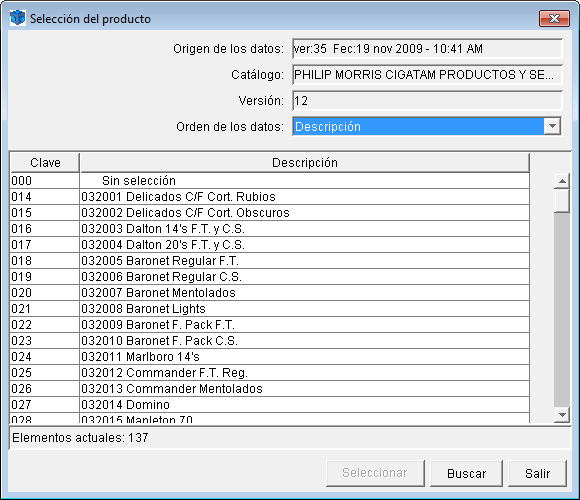 Selección del producto
Origen de los datos: ver:35 Fec:19 nov 2009 - 10:41 AM
Catálogo: PHILIP MORRIS CIGATAM PRODUCTOS Y SE...
Versión: 12
Orden de los datos: Descripción
Clave Descripción
000 Sin selección
014 032001 Delicados C/F Cort. Rubios
015 032002 Delicados C/F Cort. Obscuros
016 032003 Dalton 14's F.T. y C.S.
017 032004 Dalton 20's F.T. y C.S.
018 032005 Baronet Regular F.T.
019 032006 Baronet Regular C.S.
020 032007 Baronet Mentolados
021 032008 Baronet Lights
022 032009 Baronet F. Pack F.T.
023 032010 Baronet F. Pack C.S.
024 032011 Marlboro 14's
025 032012 Commander F.T. Reg.
026 032013 Commander Mentolados
027 032014 Domino
028 032015 Mapleton 70
Elementos actuales: 137
Seleccionar Buscar Salir